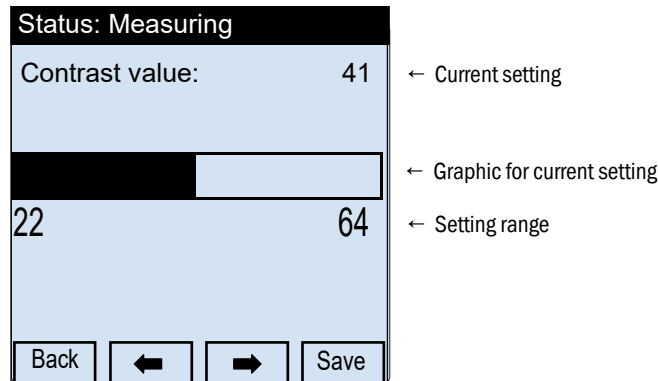 Status: Measuring
Contrast value: 41 ← Current setting
← Graphic for current setting
22 64 ← Setting range
Back ← → Save